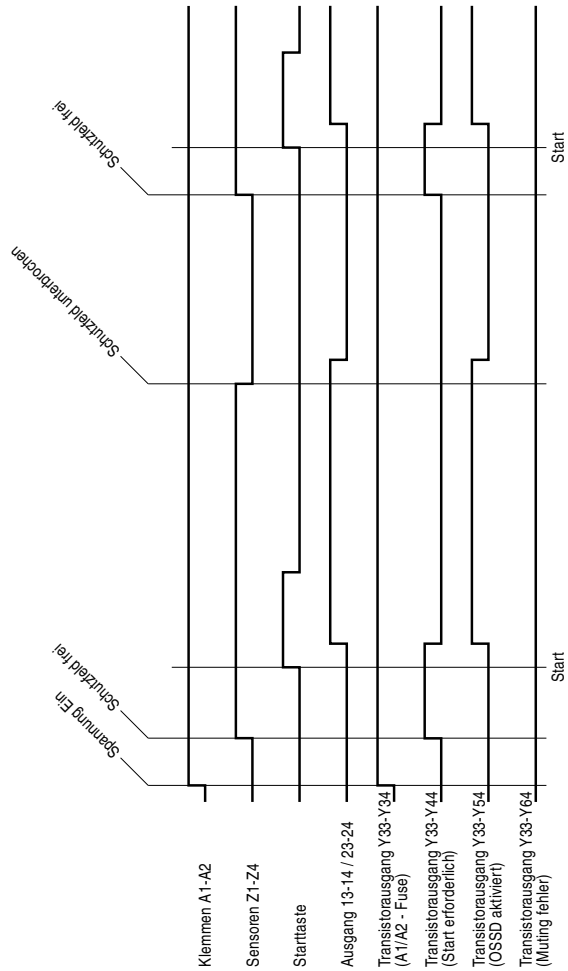 Spannung Ein
Schutzfeld frei
Schutzfeld unterbrochen
Schutzfeld frei
Klemmen A1-A2
Sensoren Z1-Z4
Starttaste
Ausgang 13-14 / 23-24
Transistorausgang Y33-Y34
(A1/A2 - Fuse)
Transistorausgang Y33-Y44
(Start erforderlich)
Transistorausgang Y33-Y54
(OSSD aktiviert)
Transistorausgang Y33-Y64
(Muting fehler)
Start
Start